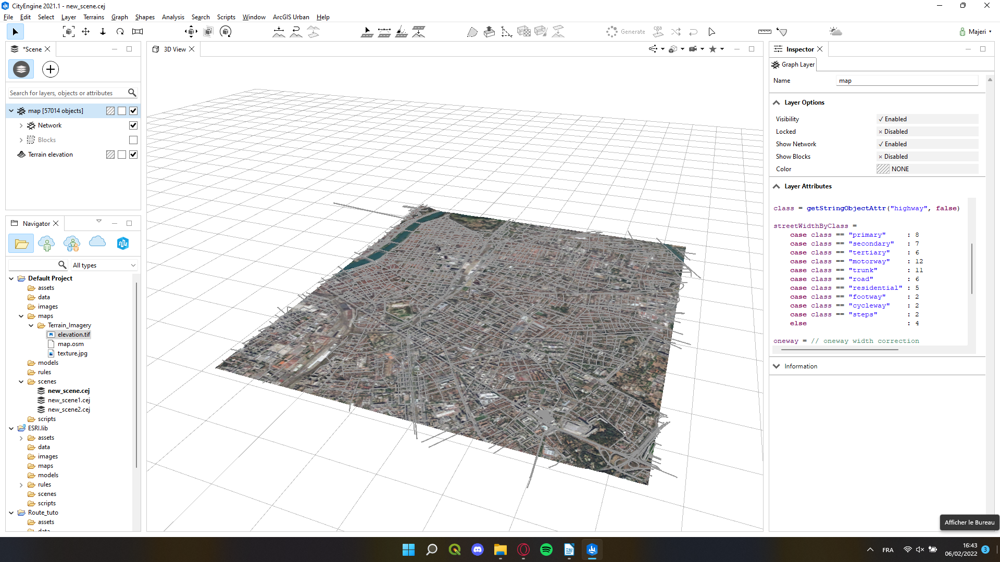 CityEngine 2021.1 - new_scene.cej
File Edit Select Layer Terrains Graph Shapes Analysis Search Scripts Window ArcGIS Urban Help
Generate
cga
Majeri
*Scene
Search for layers, objects or attributes
map [57014 objects]
Network
Blocks
Terrain elevation
Navigator
All types
Default Project
assets
data
images
maps
Terrain_Imagery
elevation.tif
map.osm
texture.jpg
models
rules
scenes
new_scene.cej
new_scene1.cej
new_scene2.cej
scripts
ESRI.lib
assets
data
images
maps
models
rules
scenes
scripts
Route_tuto
assets
data
3D View
Inspector
Graph Layer
Name map
Layer Options
Visibility ✓ Enabled
Locked × Disabled
Show Network ✓ Enabled
Show Blocks × Disabled
Color NONE
Layer Attributes
class = getStringObjectAttr("highway", false)
streetWidthByClass =
case class == "primary" : 8
case class == "secondary" : 7
case class == "tertiary" : 6
case class == "motorway" : 12
case class == "trunk" : 11
case class == "road" : 6
case class == "residential" : 5
case class == "footway" : 2
case class == "cycleway" : 2
case class == "steps" : 2
else : 4
oneway = // oneway width correction
Information
Afficher le Bureau
FRA
16:43
06/02/2022
3